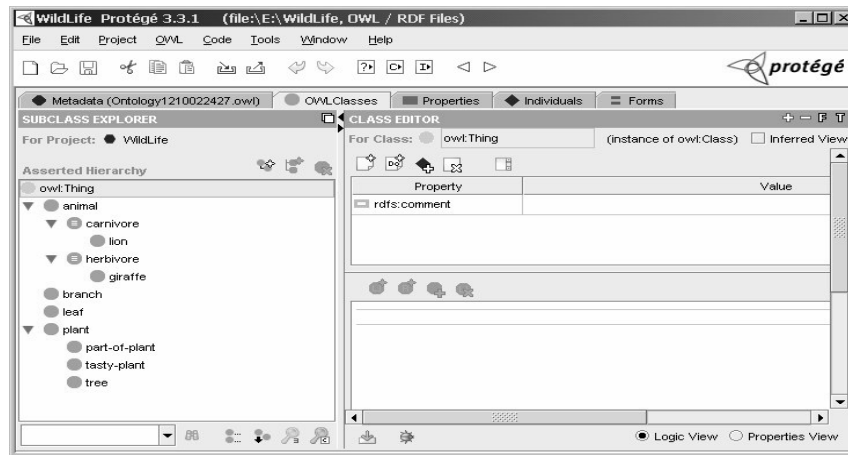 WildLife Protégé 3.3.1 (file:\E:\WildLife, OWL / RDF Files)
File Edit Project OWL Code Tools Window Help
protégé
Metadata (Ontology1210022427.owl) OWLClasses Properties Individuals Forms
SUBCLASS EXPLORER
For Project: WildLife
Asserted Hierarchy
owl:Thing
animal
carnivore
lion
herbivore
giraffe
branch
leaf
plant
part-of-plant
tasty-plant
tree
CLASS EDITOR
For Class: owl:Thing (instance of owl:Class) Inferred View
Property Value
rdfs:comment
Logic View Properties View